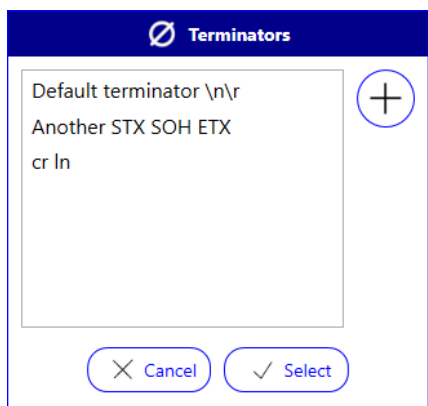 Terminators
Default terminator \n\r
Another STX SOH ETX
cr ln
Cancel
Select